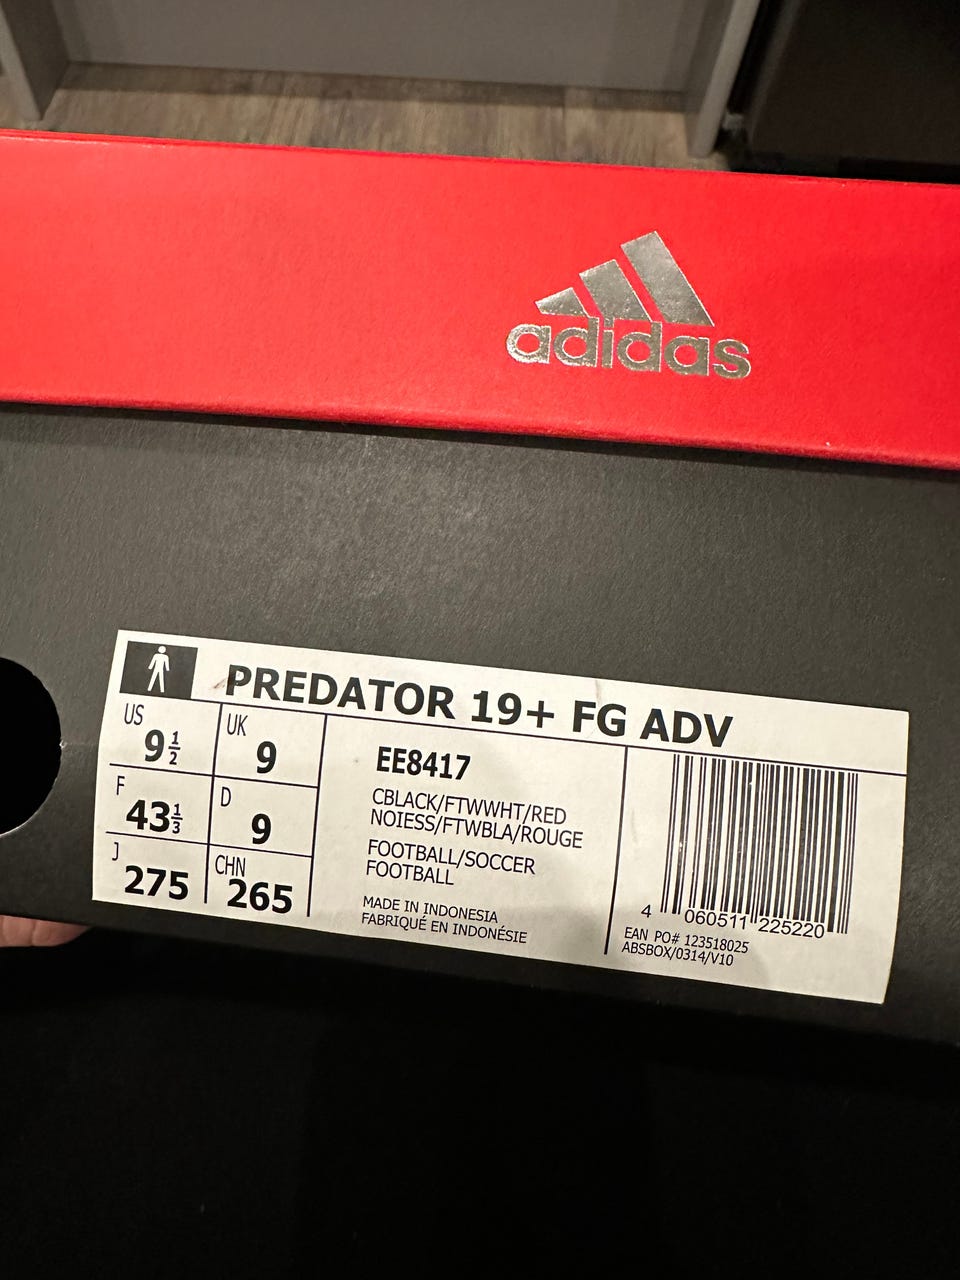 adidas
PREDATOR 19+ FG ADV
US
9 1/2
UK
9
F
43 1/3
D
9
J
275
CHN
265
EE8417
CBLACK/FTWWHT/RED
NOIESS/FTWBLA/ROUGE
FOOTBALL/SOCCER
FOOTBALL
MADE IN INDONESIA
FABRIQUÉ EN INDONÉSIE
4 060511 225220
EAN PO# 123518025
ABSBOX/0314/V10